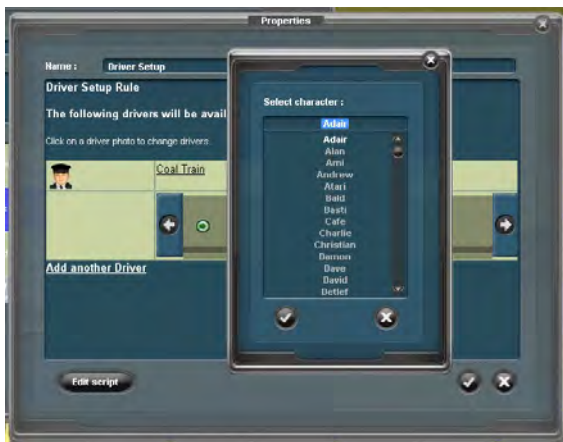 Properties
Name : Driver Setup
Driver Setup Rule
The following drivers will be avail
Click on a driver photo to change drivers.
Coal Train
Add another Driver
Edit script
Select character :
Adair
Adair
Alan
Ami
Andrew
Atari
Bald
Basti
Cafe
Charlie
Christian
Damon
Dave
David
Detlef